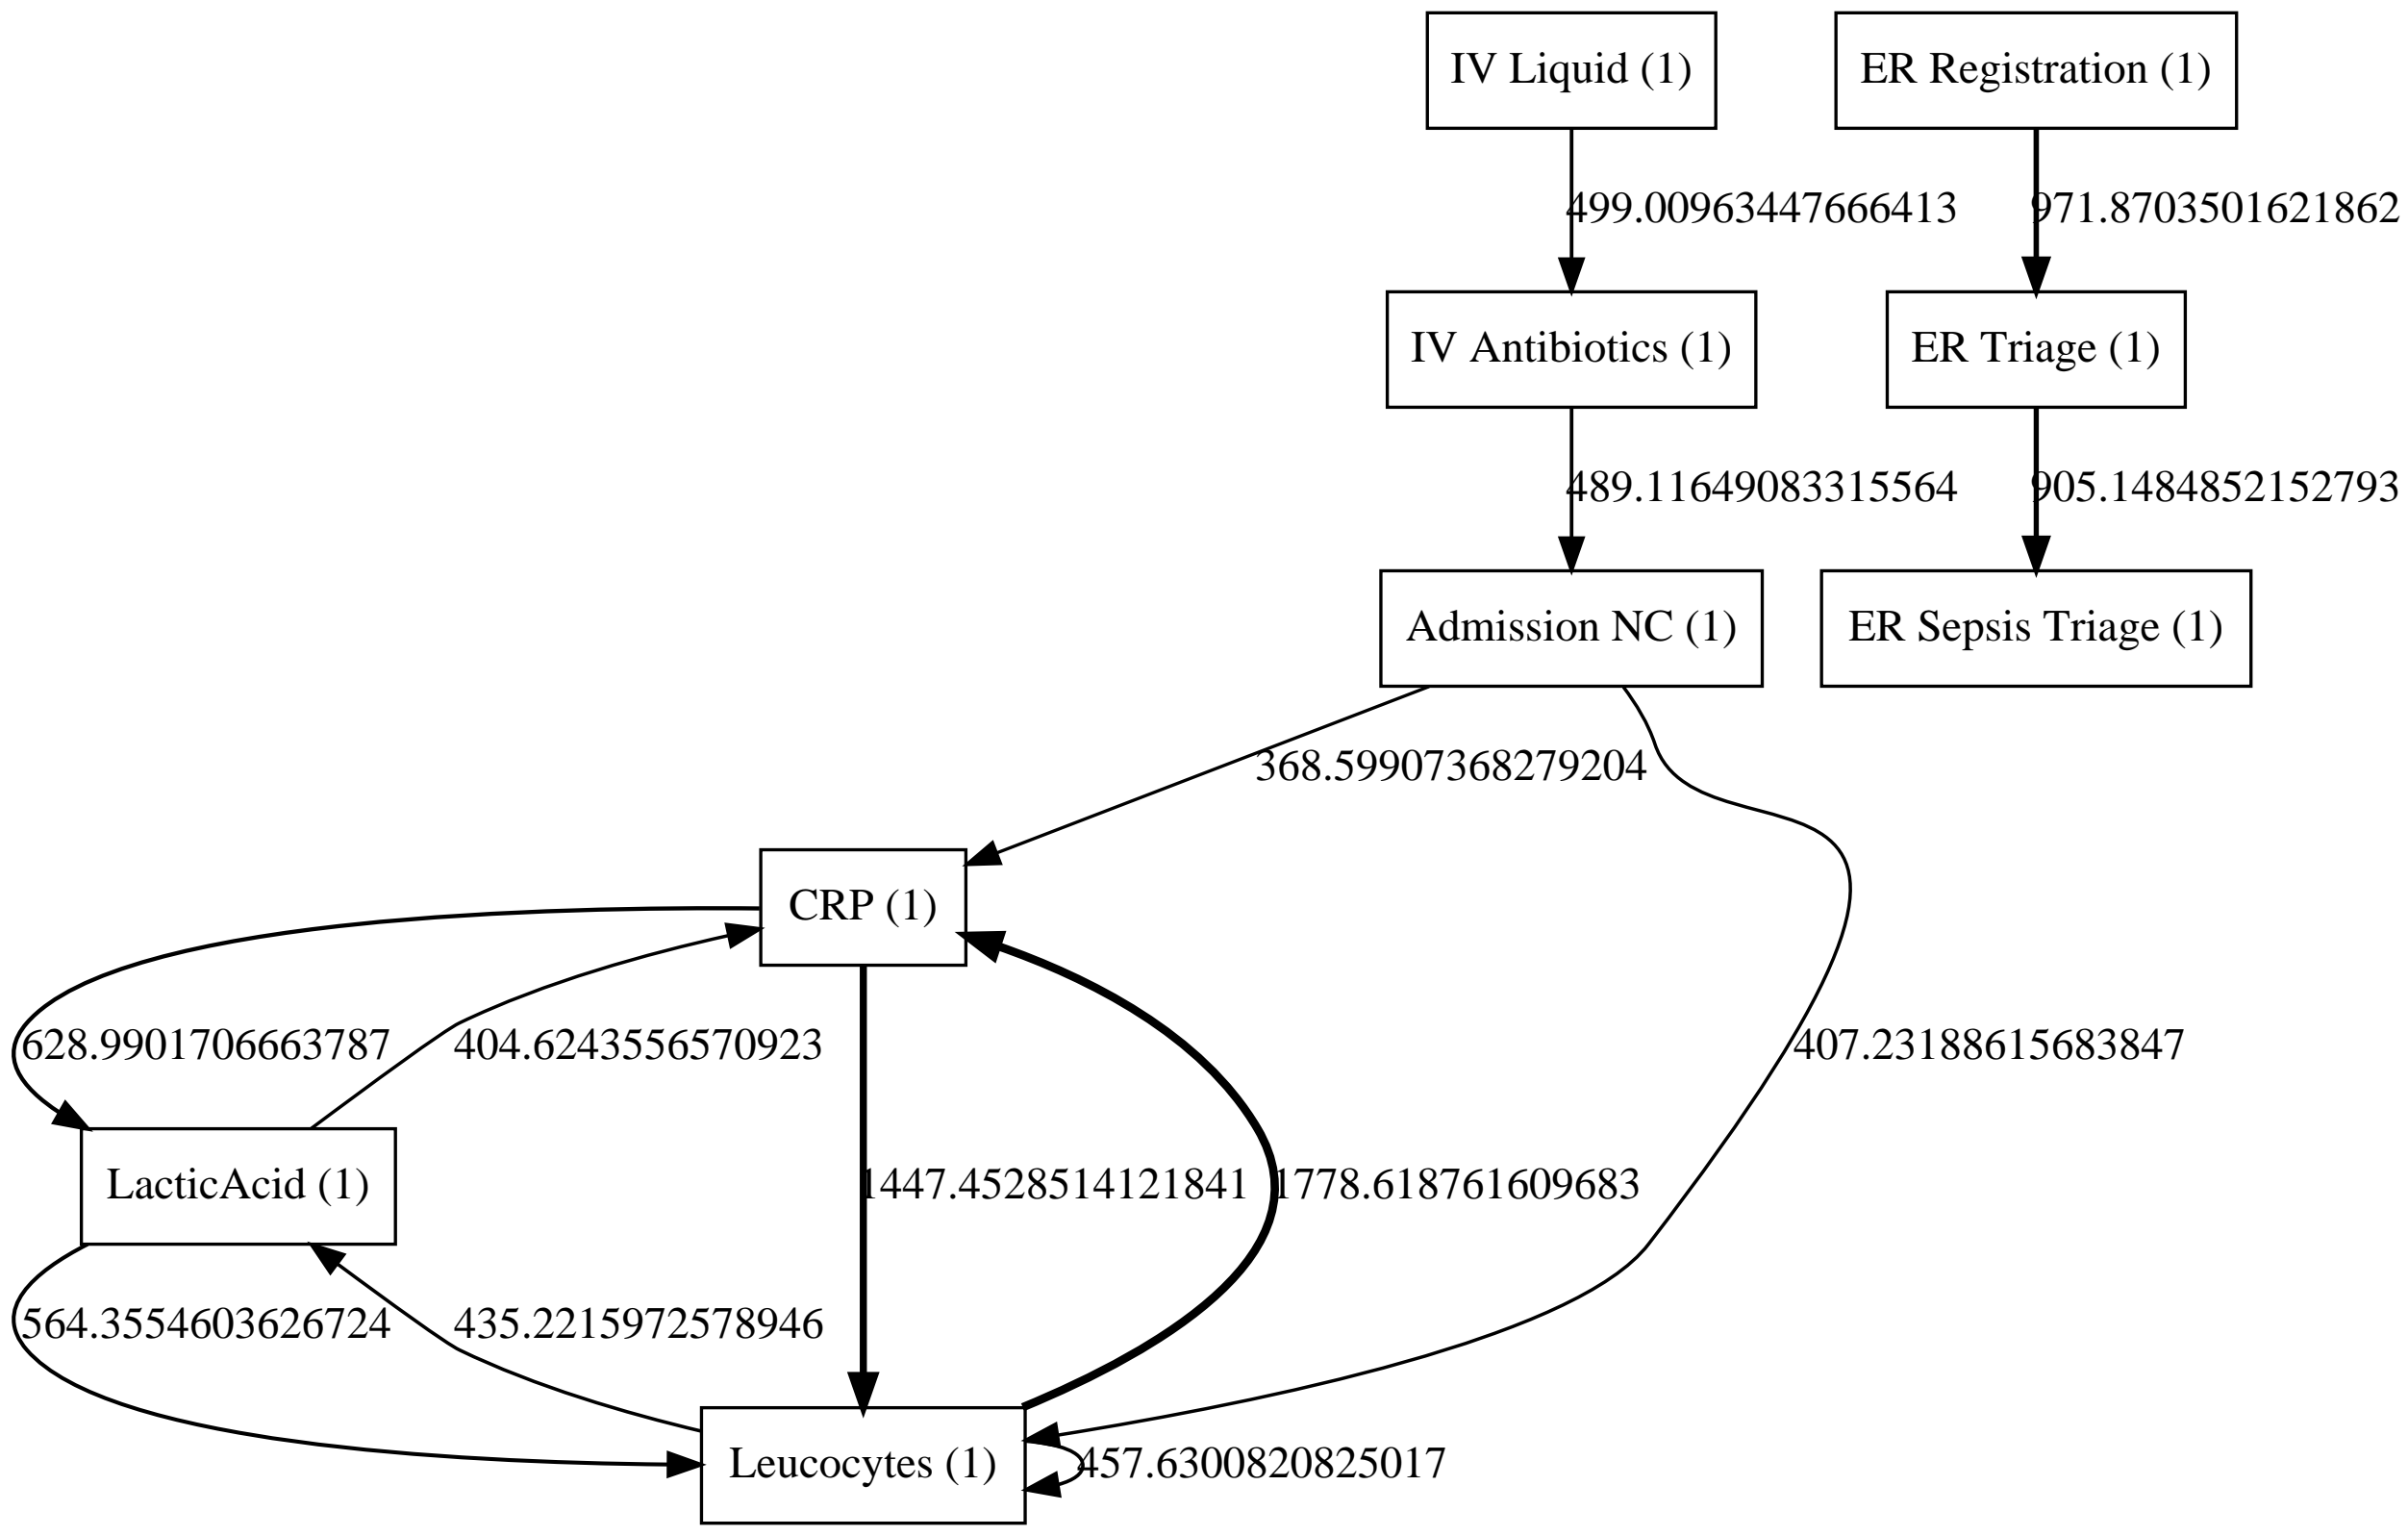 IV Liquid (1)
ER Registration (1)
499.00963447666413
971.8703501621862
IV Antibiotics (1)
ER Triage (1)
489.11649083315564
905.1484852152793
Admission NC (1)
ER Sepsis Triage (1)
368.59907368279204
CRP (1)
628.9901706663787
404.6243556570923
407.23188615683847
LacticAcid (1)
1447.4528514121841
1778.618761609683
564.3554603626724
435.2215972578946
Leucocytes (1)
457.6300820825017